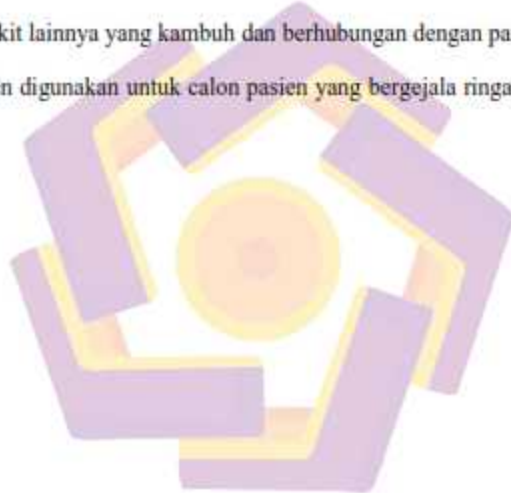 kit lainnya yang kambuh dan berhubungan dengan pa
n digunakan untuk calon pasien yang bergejala ringa